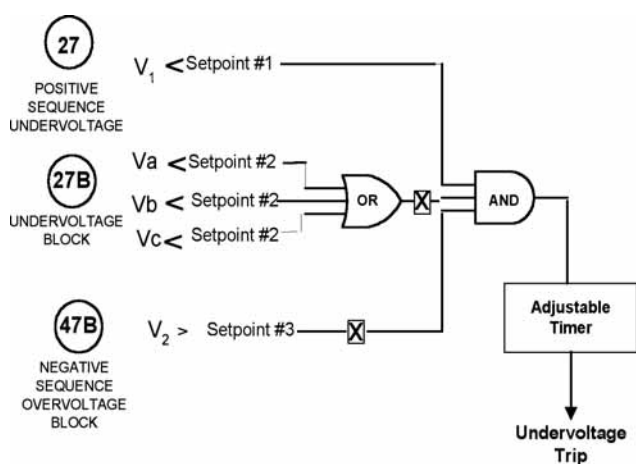 27
POSITIVE
SEQUENCE
UNDERVOLTAGE
V1 < Setpoint #1
27B
UNDERVOLTAGE
BLOCK
Va < Setpoint #2
Vb < Setpoint #2
Vc < Setpoint #2
OR
X
AND
47B
NEGATIVE
SEQUENCE
OVERVOLTAGE
BLOCK
V2 > Setpoint #3
X
Adjustable
Timer
Undervoltage
Trip